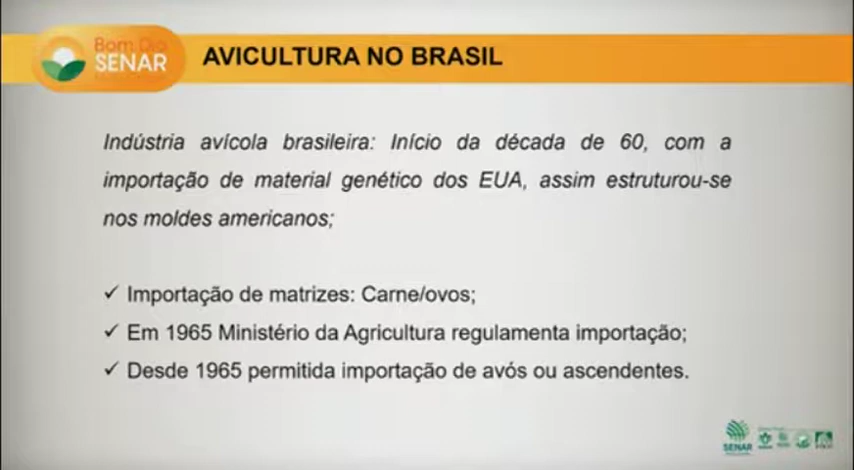 Bom Dia
SENAR
AVICULTURA NO BRASIL
Indústria avícola brasileira: Início da década de 60, com a
importação de material genético dos EUA, assim estruturou-se
nos moldes americanos;
✓ Importação de matrizes: Carne/ovos;
✓ Em 1965 Ministério da Agricultura regulamenta importação;
✓ Desde 1965 permitida importação de avós ou ascendentes.
SENAR